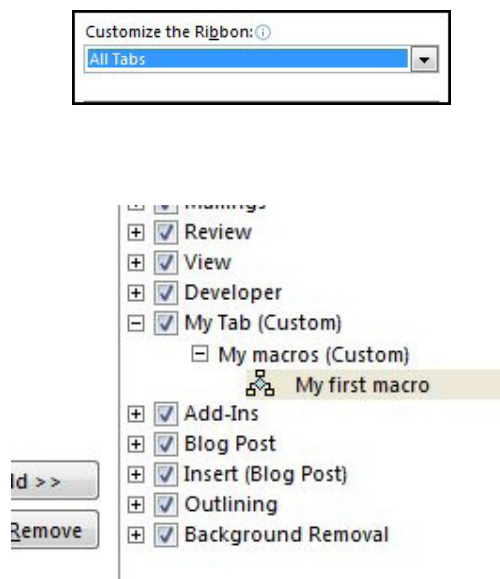 Customize the Ribbon:
All Tabs
Review
View
Developer
My Tab (Custom)
My macros (Custom)
My first macro
Add-Ins
Blog Post
Insert (Blog Post)
Outlining
Background Removal
ld >>
Remove